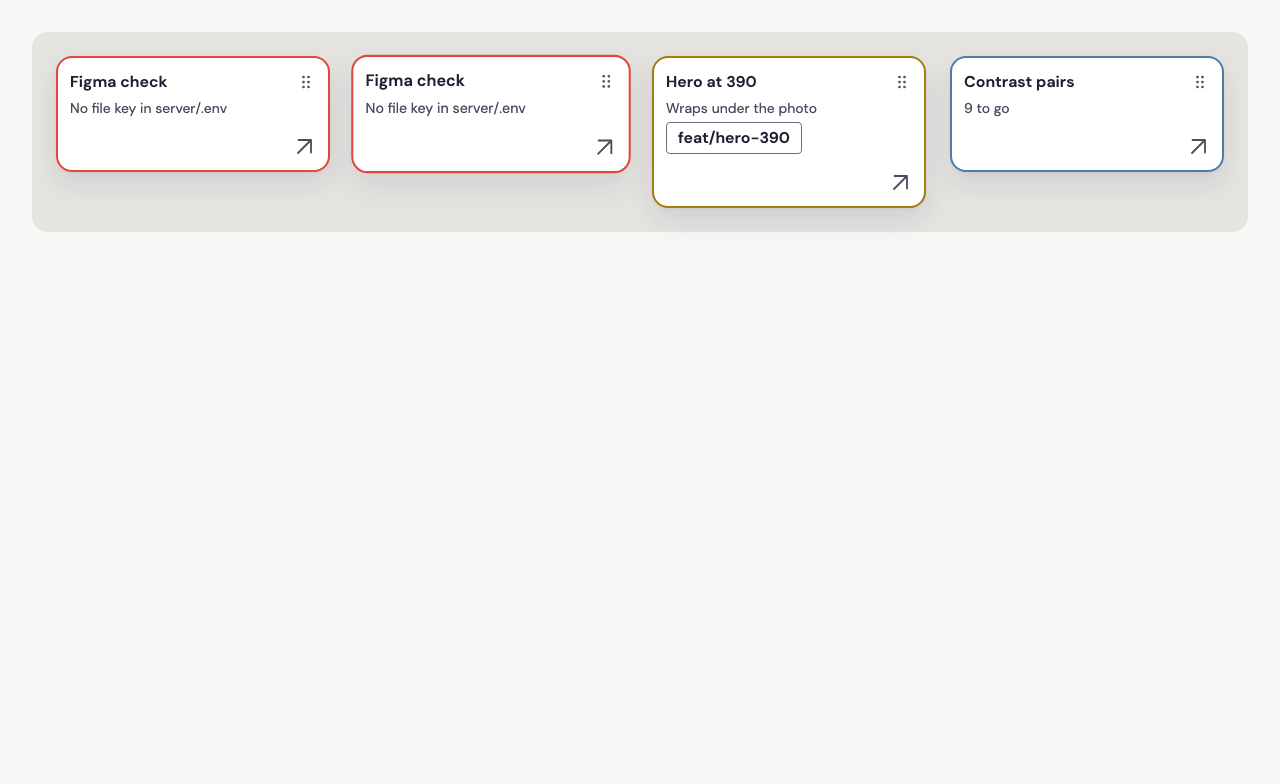 Figma check
No file key in server/.env
Figma check
No file key in server/.env
Hero at 390
Wraps under the photo
feat/hero-390
Contrast pairs
9 to go